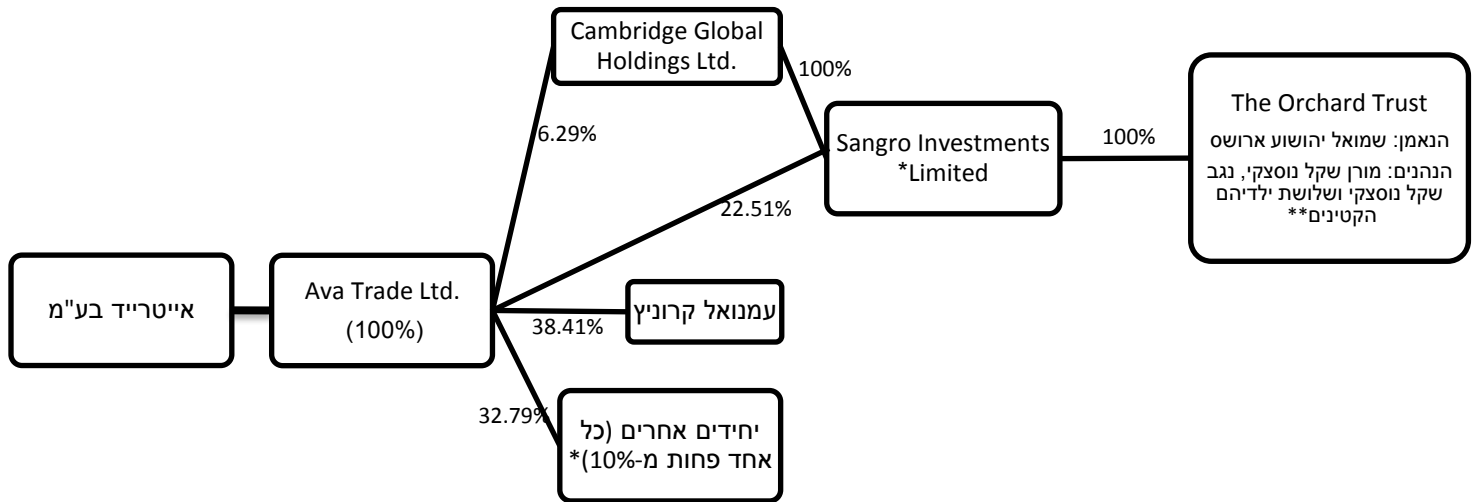 Cambridge Global
Holdings Ltd.
100%
6.29%
Sangro Investments
*Limited
100%
The Orchard Trust
הנאמן: שמואל יהושוע ארושס
הנהנים: מורן שקל נוסצקי, נגב
שקל נוסצקי ושלושת ילדיהם
הקטינים**
22.51%
אייטרייד בע"מ
Ava Trade Ltd.
(100%)
עמנואל קרוניץ
38.41%
32.79%
יחידים אחרים (כל
אחד פחות מ-10%)*